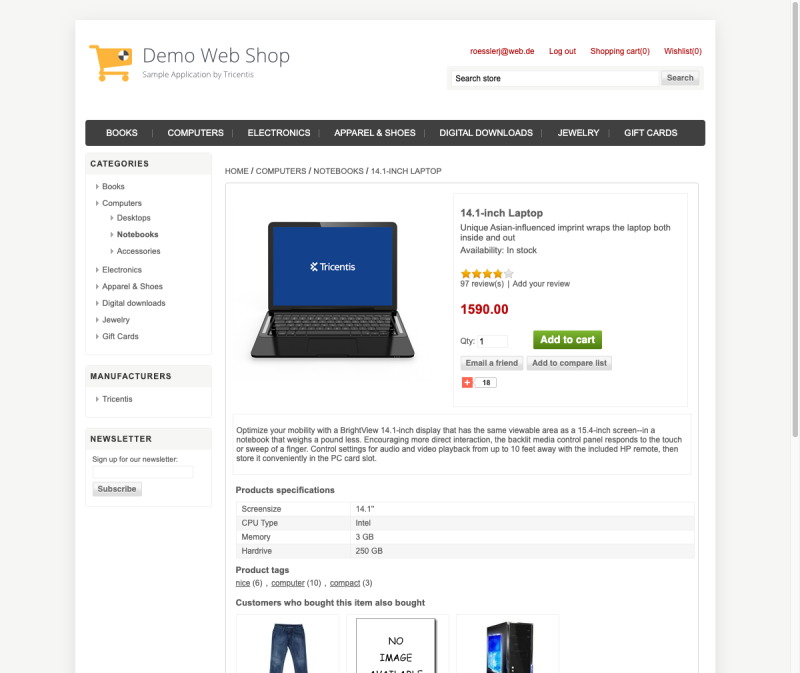 Demo Web Shop
Sample Application by Tricentis
roesslerj@web.de Log out Shopping cart(0) Wishlist(0)
Search store Search
BOOKS COMPUTERS ELECTRONICS APPAREL & SHOES DIGITAL DOWNLOADS JEWELRY GIFT CARDS
CATEGORIES
Books
Computers
Desktops
Notebooks
Accessories
Electronics
Apparel & Shoes
Digital downloads
Jewelry
Gift Cards
MANUFACTURERS
Tricentis
NEWSLETTER
Sign up for our newsletter:
Subscribe
HOME / COMPUTERS / NOTEBOOKS / 14.1-INCH LAPTOP
Tricentis
14.1-inch Laptop
Unique Asian-influenced imprint wraps the laptop both
inside and out
Availability: In stock
97 review(s) | Add your review
1590.00
Qty: 1 Add to cart
Email a friend Add to compare list
+ 18
Optimize your mobility with a BrightView 14.1-inch display that has the same viewable area as a 15.4-inch screen--in a
notebook that weighs a pound less. Encouraging more direct interaction, the backlit media control panel responds to the touch
or sweep of a finger. Control settings for audio and video playback from up to 10 feet away with the included HP remote, then
store it conveniently in the PC card slot.
Products specifications
Screensize 14.1"
CPU Type Intel
Memory 3 GB
Hardrive 250 GB
Product tags
nice (6) , computer (10) , compact (3)
Customers who bought this item also bought
NO
IMAGE
AVAILABLE